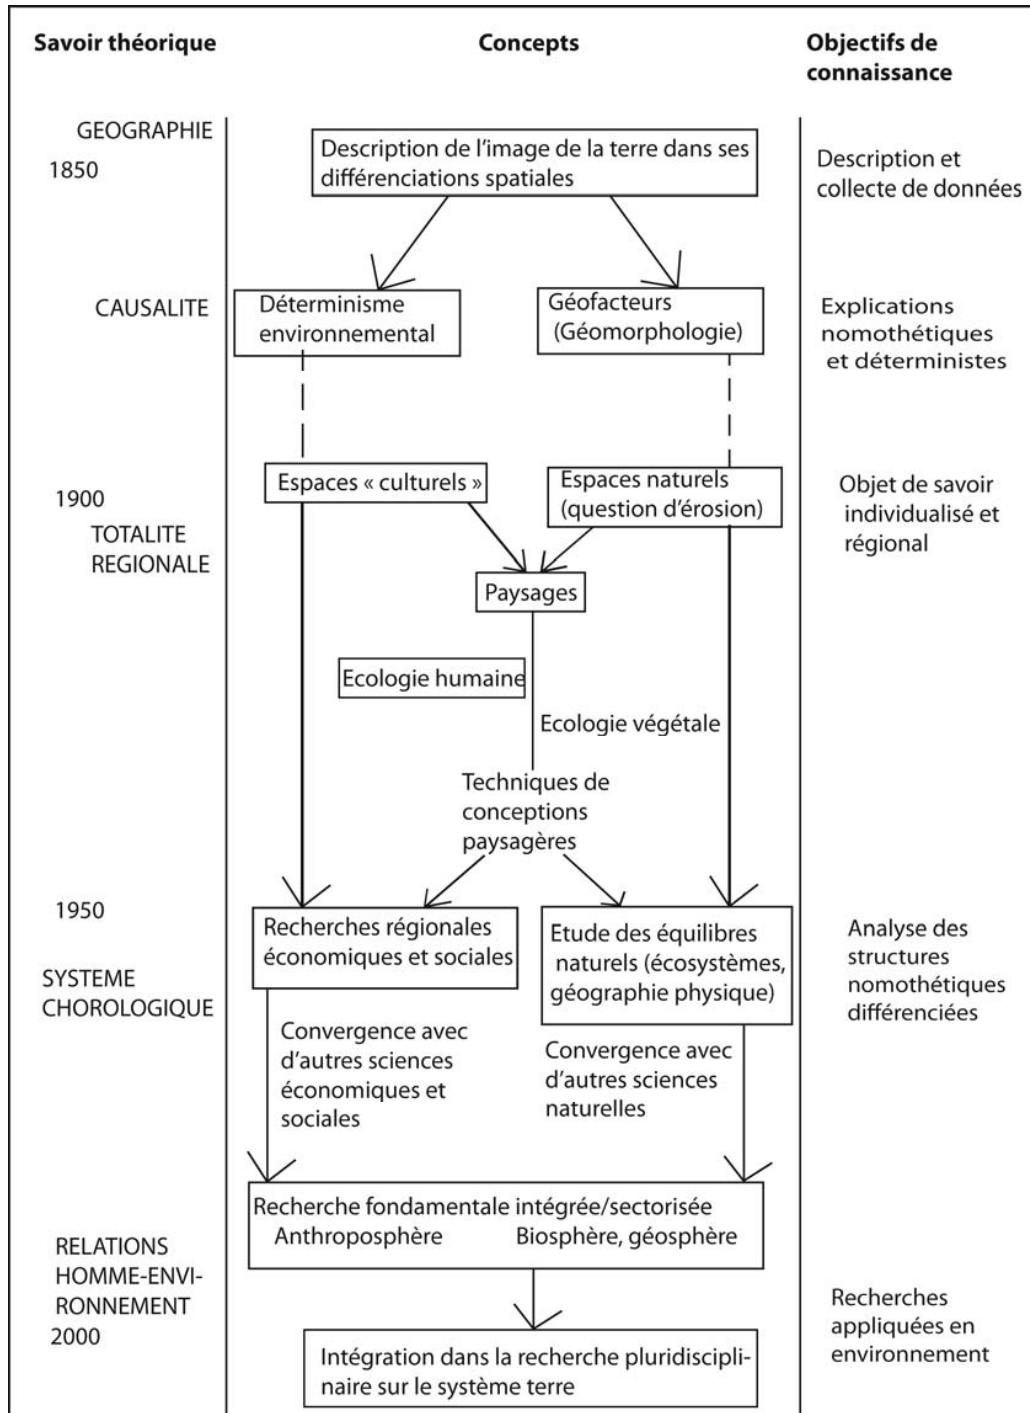 Savoir théorique
Concepts
Objectifs de
connaissance
GEOGRAPHIE
1850
Description de l'image de la terre dans ses
différenciations spatiales
Description et
collecte de données
CAUSALITE
Déterminisme
environnemental
Géofacteurs
(Géomorphologie)
Explications
nomothétiques
et déterministes
1900
TOTALITE
REGIONALE
Espaces « culturels »
Espaces naturels
(question d'érosion)
Objet de savoir
individualisé et
régional
Paysages
Ecologie humaine
Ecologie végétale
Techniques de
conceptions
paysagères
1950
SYSTEME
CHOROLOGIQUE
Recherches régionales
économiques et sociales
Etude des équilibres
naturels (écosystèmes,
géographie physique)
Analyse des
structures
nomothétiques
différenciées
Convergence avec
d'autres sciences
économiques et
sociales
Convergence avec
d'autres sciences
naturelles
Recherche fondamentale intégrée/sectorisée
Anthroposphère Biosphère, géosphère
RELATIONS
HOMME-ENVI-
RONNEMENT
2000
Recherches
appliquées en
environnement
Intégration dans la recherche pluridiscipli-
naire sur le système terre